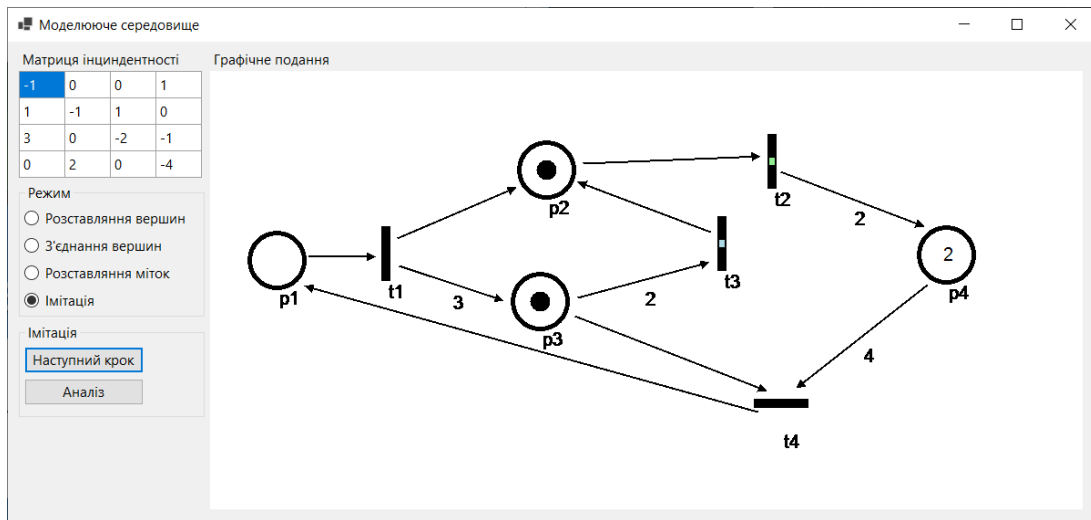 Моделююче середовище
Матриця інциндентності
-1 0 0 1
1 -1 1 0
3 0 -2 -1
0 2 0 -4
Режим
Розставляння вершин
З'єднання вершин
Розставляння міток
Імітація
Імітація
Наступний крок
Аналіз
Графічне подання
p2
t2
2
2
p4
t3
p1
t1
3
p3
2
4
t4